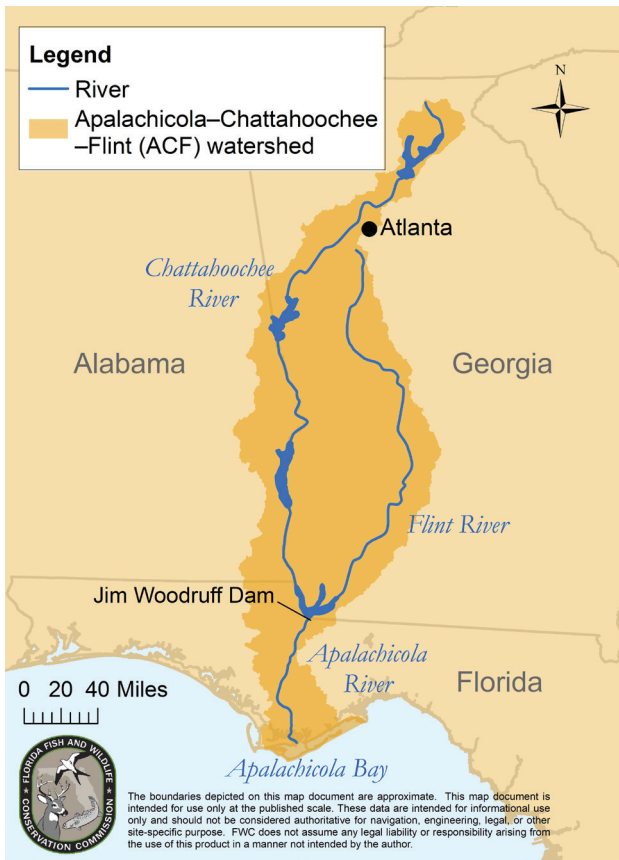 Legend
River
Apalachicola–Chattahoochee
–Flint (ACF) watershed
N
Atlanta
Chattahoochee
River
Alabama
Georgia
Flint River
Jim Woodruff Dam
Apalachicola
River
Florida
0 20 40 Miles
Apalachicola Bay
FLORIDA FISH AND WILDLIFE
CONSERVATION COMMISSION
The boundaries depicted on this map document are approximate. This map document is
intended for use only at the published scale. These data are intended for informational use
only and should not be considered authoritative for navigation, engineering, legal, or other
site-specific purpose. FWC does not assume any legal liability or responsibility arising from
the use of this product in a manner not intended by the author.